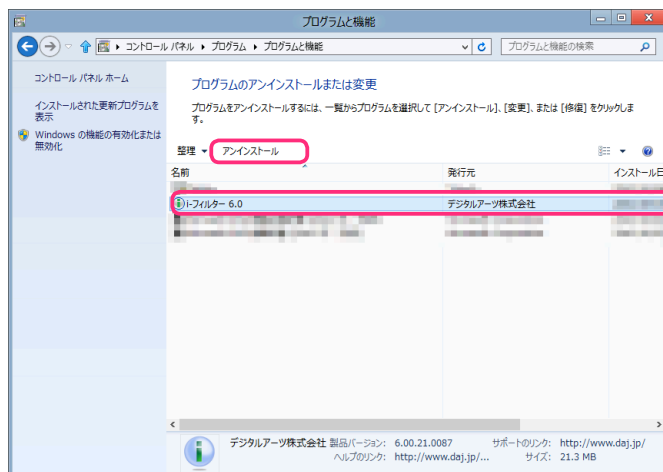 プログラムと機能
コントロール パネル ▸ プログラム ▸ プログラムと機能
プログラムと機能の検索
コントロール パネル ホーム
インストールされた更新プログラムを
表示
Windows の機能の有効化または
無効化
プログラムのアンインストールまたは変更
プログラムをアンインストールするには、一覧からプログラムを選択して [アンインストール]、[変更]、または [修復] をクリックしま
す。
整理 アンインストール
名前 発行元 インストール日
i-フィルター 6.0 デジタルアーツ株式会社
デジタルアーツ株式会社 製品バージョン: 6.00.21.0087 サポートのリンク: http://www.daj.jp/
ヘルプのリンク: http://www.daj.jp/... サイズ: 21.3 MB